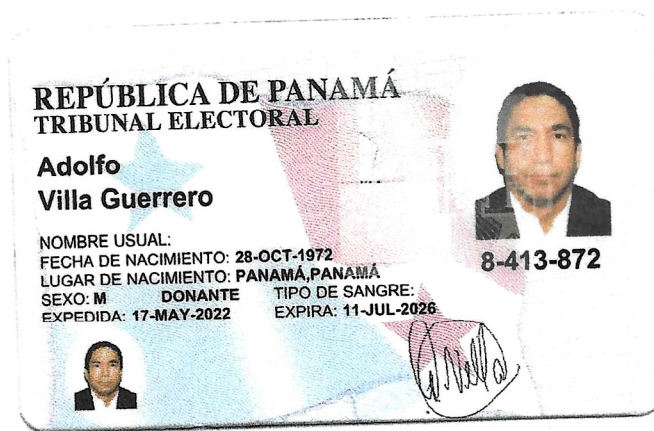 REPÚBLICA DE PANAMÁ
TRIBUNAL ELECTORAL
Adolfo
Villa Guerrero
NOMBRE USUAL:
FECHA DE NACIMIENTO: 28-OCT-1972
LUGAR DE NACIMIENTO: PANAMÁ,PANAMÁ
SEXO: M DONANTE TIPO DE SANGRE:
EXPEDIDA: 17-MAY-2022 EXPIRA: 11-JUL-2026
8-413-872
A Villa